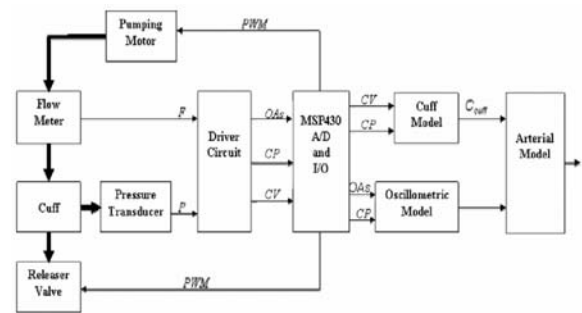 Pumping
Motor
PWM
Flow
Meter
F
Driver
Circuit
OAs
CP
CV
MSP430
A/D
and
I/O
CV
CP
Cuff
Model
Ccuff
Arterial
Model
Cuff
Pressure
Transducer
P
OAs
CP
Oscillometric
Model
Releaser
Valve
PWM